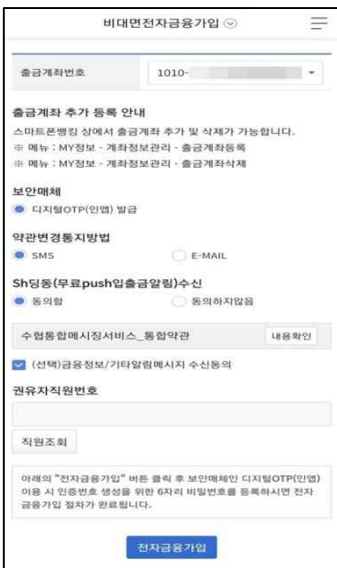 비대면전자금융가입
출금계좌번호
1010-
출금계좌 추가 등록 안내
스마트폰뱅킹 상에서 출금계좌 추가 및 삭제가 가능합니다.
※ 메뉴 : MY정보 - 계좌정보관리 - 출금계좌등록
※ 메뉴 : MY정보 - 계좌정보관리 - 출금계좌삭제
보안매체
디지털OTP(인앱) 발급
약관변경통지방법
SMS E-MAIL
Sh딩동(무료push입출금알림)수신
동의함 동의하지않음
수협통합메시징서비스_통합약관 내용확인
(선택)금융정보/기타알림메시지 수신동의
권유자직원번호
직원조회
아래의 "전자금융가입" 버튼 클릭 후 보안매체인 디지털OTP(인앱)
이용 시 인증번호 생성을 위한 6자리 비밀번호를 등록하시면 전자
금융가입 절차가 완료됩니다.
전자금융가입